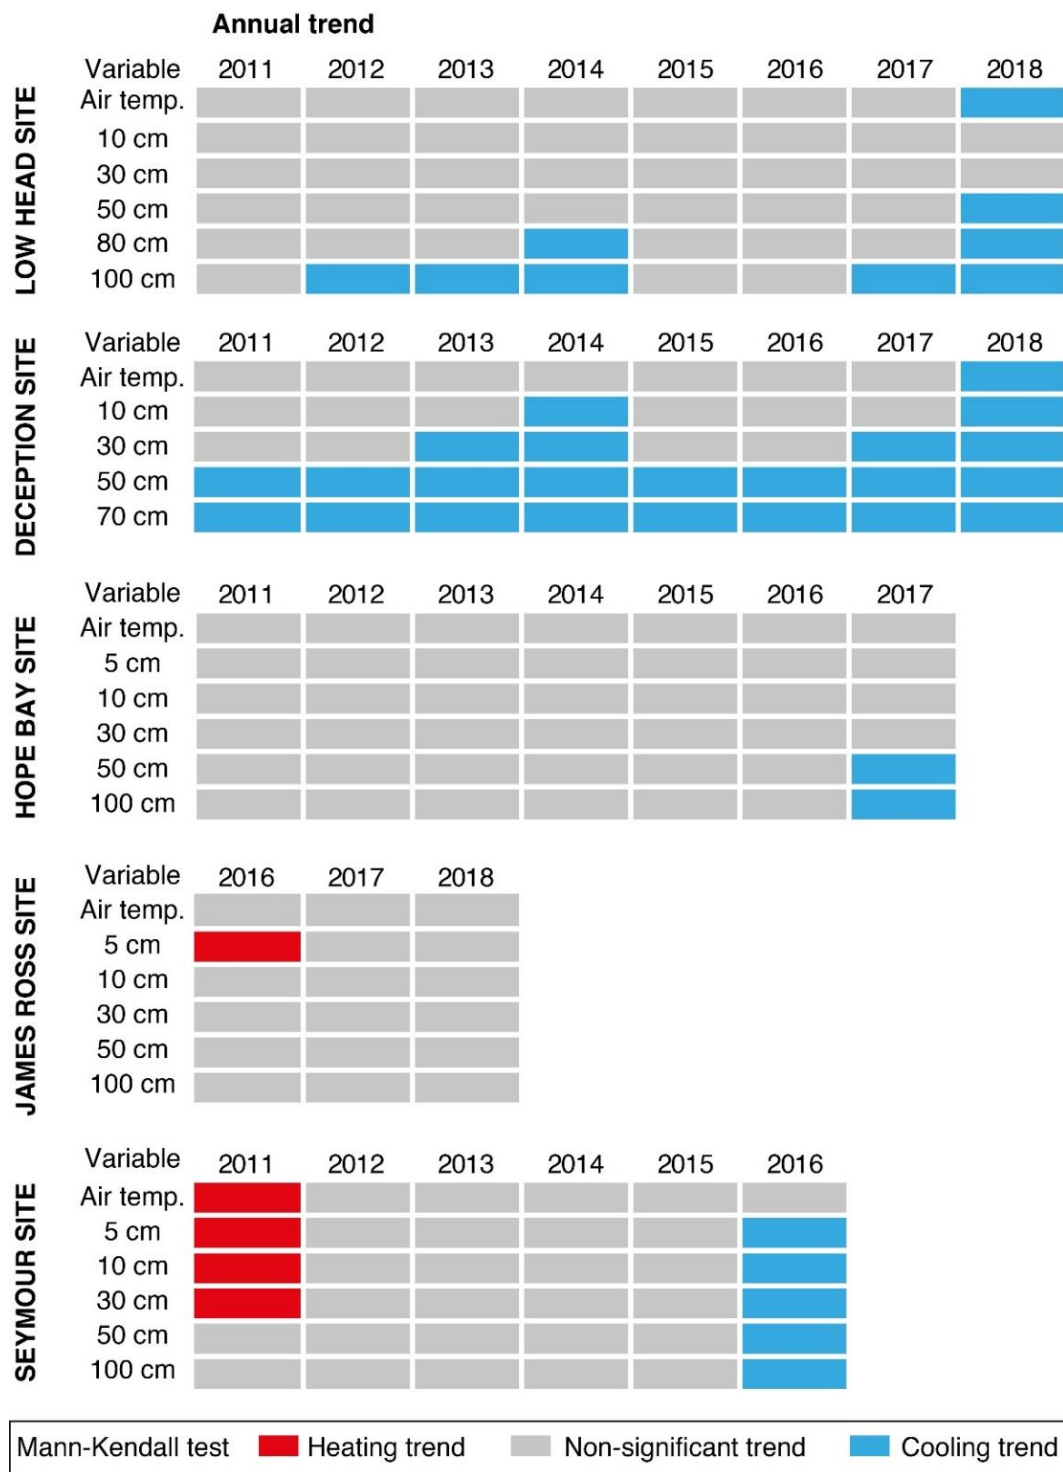 Annual trend
LOW HEAD SITE
Variable 2011 2012 2013 2014 2015 2016 2017 2018
Air temp.
10 cm
30 cm
50 cm
80 cm
100 cm
DECEPTION SITE
Variable 2011 2012 2013 2014 2015 2016 2017 2018
Air temp.
10 cm
30 cm
50 cm
70 cm
HOPE BAY SITE
Variable 2011 2012 2013 2014 2015 2016 2017
Air temp.
5 cm
10 cm
30 cm
50 cm
100 cm
JAMES ROSS SITE
Variable 2016 2017 2018
Air temp.
5 cm
10 cm
30 cm
50 cm
100 cm
SEYMOUR SITE
Variable 2011 2012 2013 2014 2015 2016
Air temp.
5 cm
10 cm
30 cm
50 cm
100 cm
Mann-Kendall test Heating trend Non-significant trend Cooling trend